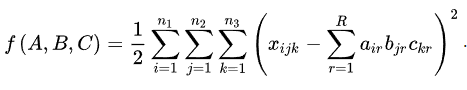 f (A, B, C) = \frac{1}{2} \sum_{i=1}^{n_1} \sum_{j=1}^{n_2} \sum_{k=1}^{n_3} \left( x_{ijk} - \sum_{r=1}^{R} a_{ir} b_{jr} c_{kr} \right)^2 .